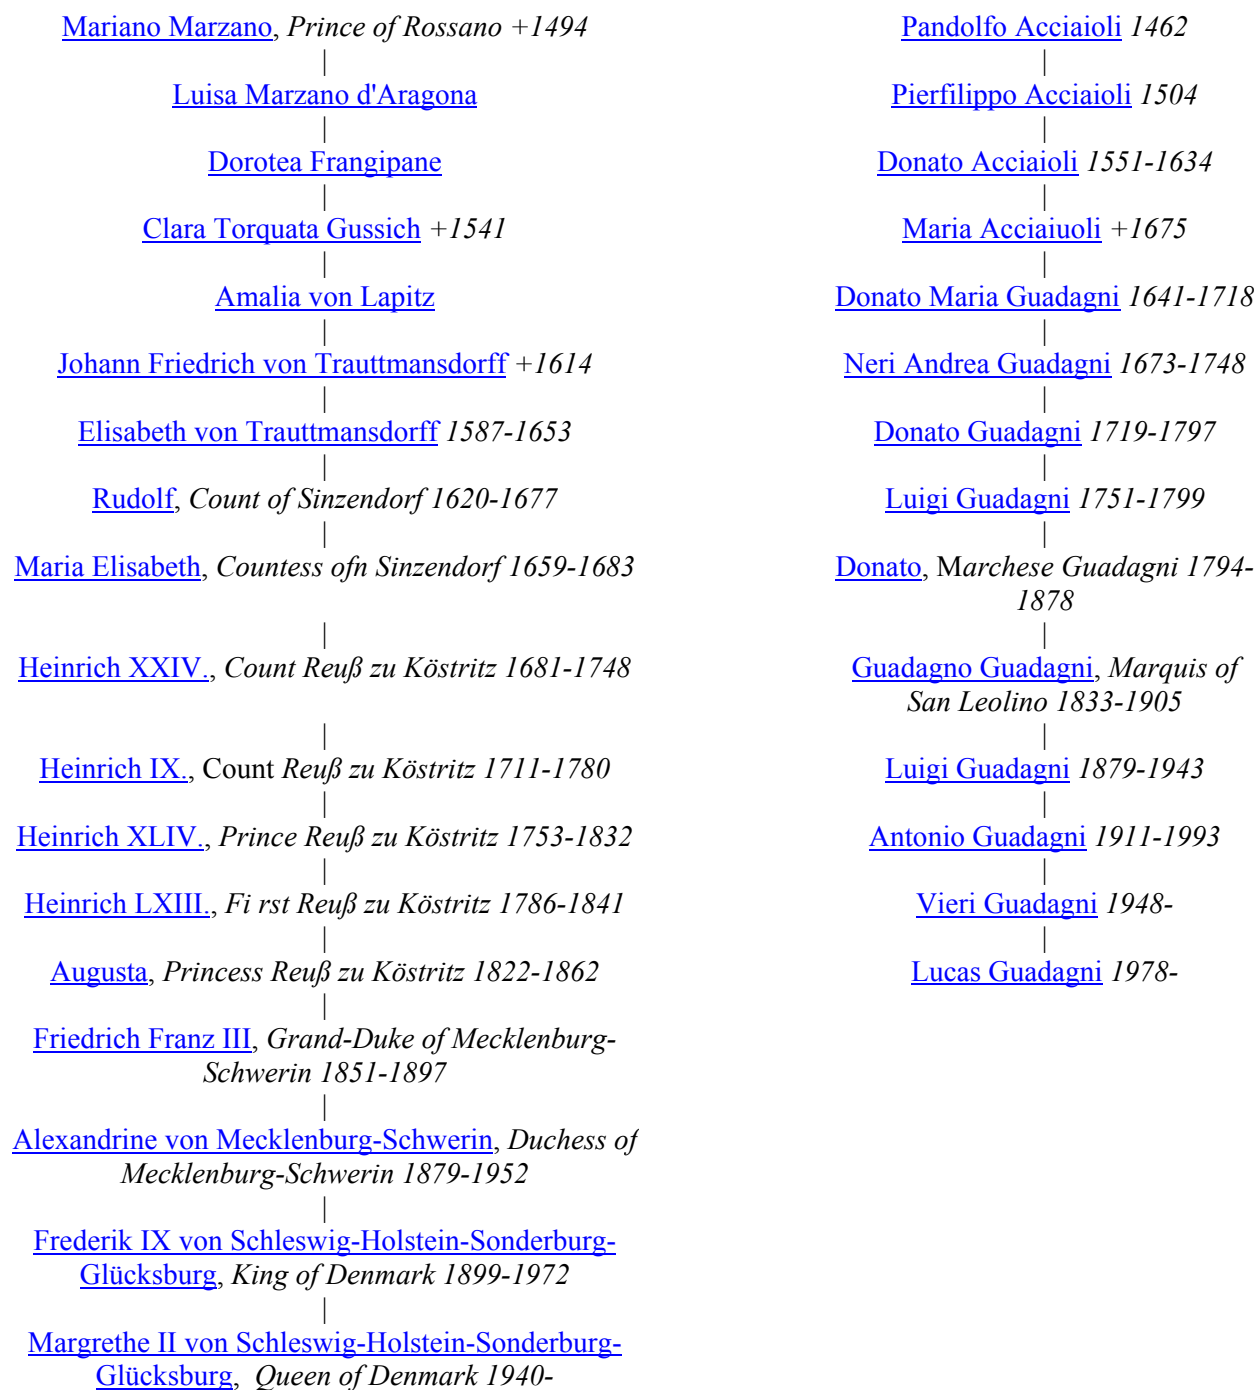 Mariano Marzano, Prince of Rossano +1494
|
Luisa Marzano d'Aragona
|
Dorotea Frangipane
|
Clara Torquata Gussich +1541
|
Amalia von Lapitz
|
Johann Friedrich von Trauttmansdorff +1614
|
Elisabeth von Trauttmansdorff 1587-1653
|
Rudolf, Count of Sinzendorf 1620-1677
|
Maria Elisabeth, Countess ofn Sinzendorf 1659-1683
|
Heinrich XXIV., Count Reuß zu Köstritz 1681-1748
|
Heinrich IX., Count Reuß zu Köstritz 1711-1780
|
Heinrich XLIV., Prince Reuß zu Köstritz 1753-1832
|
Heinrich LXIII., Fi rst Reuß zu Köstritz 1786-1841
|
Augusta, Princess Reuß zu Köstritz 1822-1862
|
Friedrich Franz III, Grand-Duke of Mecklenburg-
Schwerin 1851-1897
|
Alexandrine von Mecklenburg-Schwerin, Duchess of
Mecklenburg-Schwerin 1879-1952
|
Frederik IX von Schleswig-Holstein-Sonderburg-
Glücksburg, King of Denmark 1899-1972
|
Margrethe II von Schleswig-Holstein-Sonderburg-
Glücksburg, Queen of Denmark 1940-
Pandolfo Acciaioli 1462
|
Pierfilippo Acciaioli 1504
|
Donato Acciaioli 1551-1634
|
Maria Acciaiuoli +1675
|
Donato Maria Guadagni 1641-1718
|
Neri Andrea Guadagni 1673-1748
|
Donato Guadagni 1719-1797
|
Luigi Guadagni 1751-1799
|
Donato, Marchese Guadagni 1794-
1878
|
Guadagno Guadagni, Marquis of
San Leolino 1833-1905
|
Luigi Guadagni 1879-1943
|
Antonio Guadagni 1911-1993
|
Vieri Guadagni 1948-
|
Lucas Guadagni 1978-